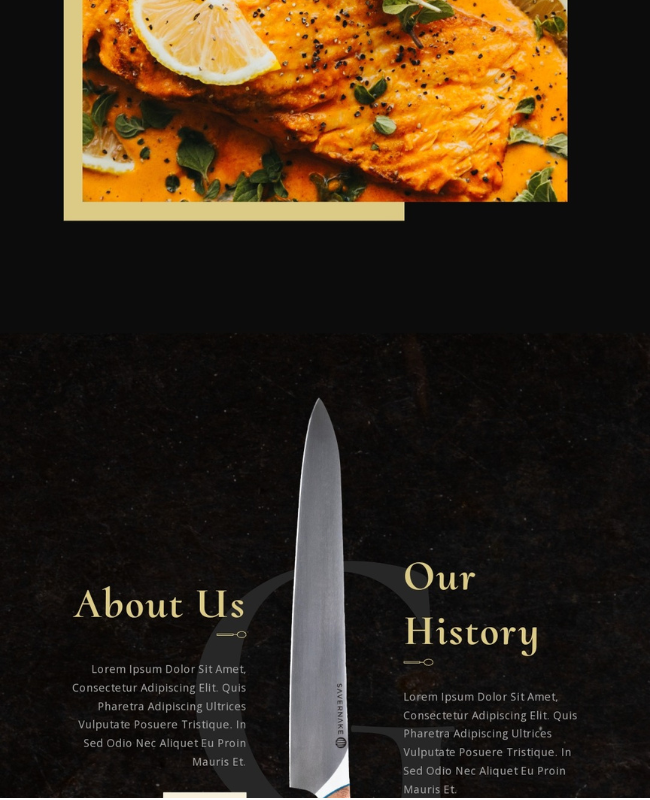 About Us
Lorem Ipsum Dolor Sit Amet,
Consectetur Adipiscing Elit. Quis
Pharetra Adipiscing Ultrices
Vulputate Posuere Tristique. In
Sed Odio Nec Aliquet Eu Proin
Mauris Et.
G
SAVERNAKE
Our
History
Lorem Ipsum Dolor Sit Amet,
Consectetur Adipiscing Elit. Quis
Pharetra Adipiscing Ultrices
Vulputate Posuere Tristique. In
Sed Odio Nec Aliquet Eu Proin
Mauris Et.